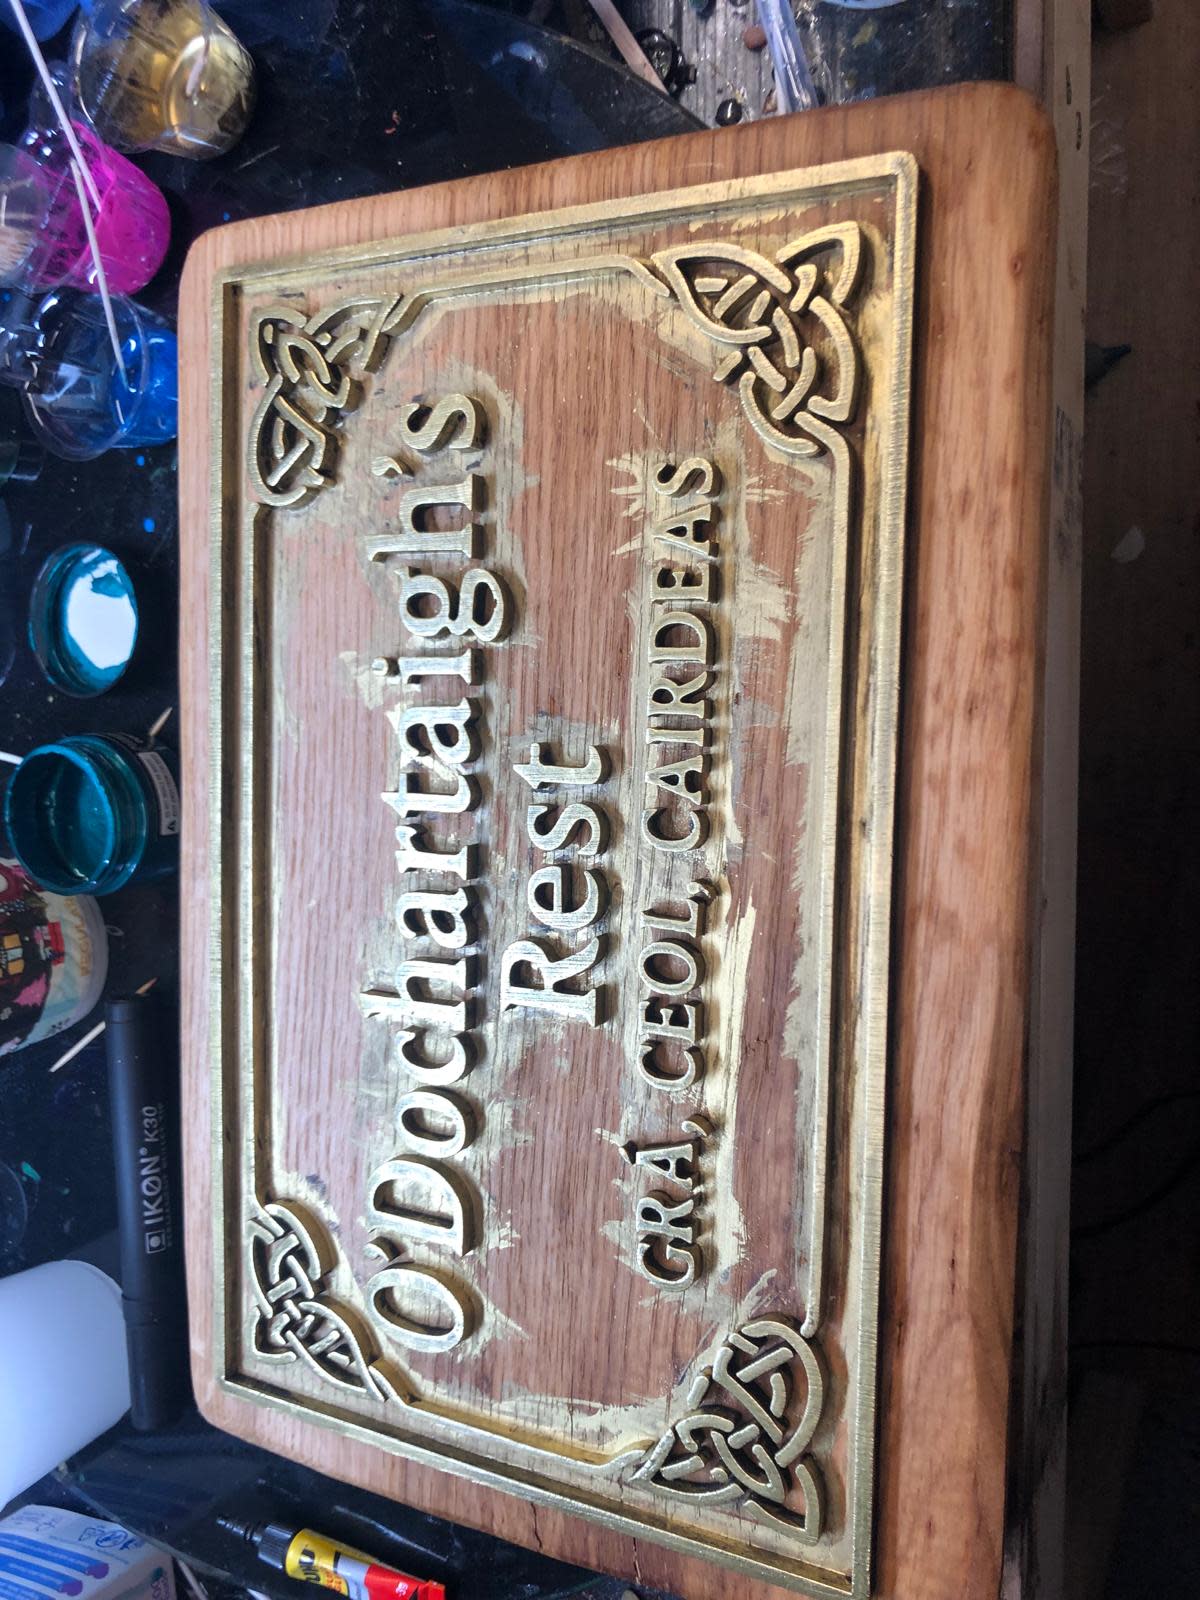 O'Dochartaigh's
Rest
GRÁ, CEOL, CAIRDEAS
IKON® K30